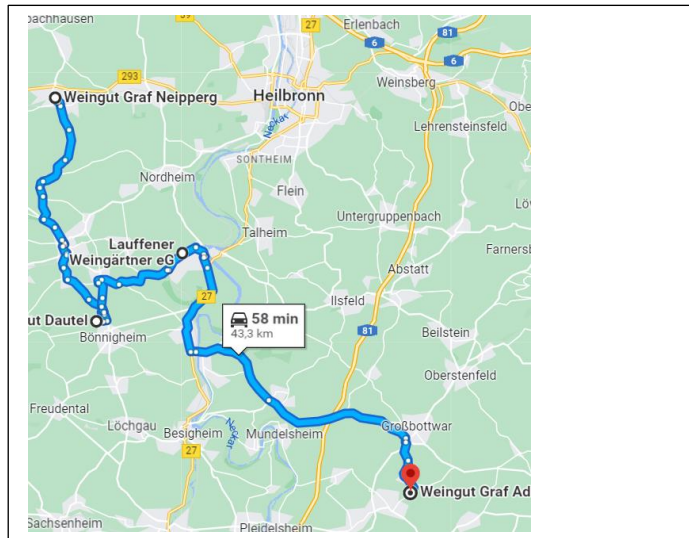 bachhausen
39
27
Erlenbach
81
6
6
Weinsberg
293
Weingut Graf Neipperg
Heilbronn
Neckar
Lehrensteinsfeld
SONTHEIM
Nordheim
Flein
Untergruppenbach
Talheim
Lauffener
Weingärtner eG
Farnersb
Abstatt
27
Ilsfeld
58 min
43,3 km
ut Dautel
Bönnigheim
81
Beilstein
Oberstenfeld
Freudental
Löchgau
Besigheim
Neckar
Mundelsheim
Großbottwar
27
Weingut Graf Ad
Sachsenheim
Pleidelsheim